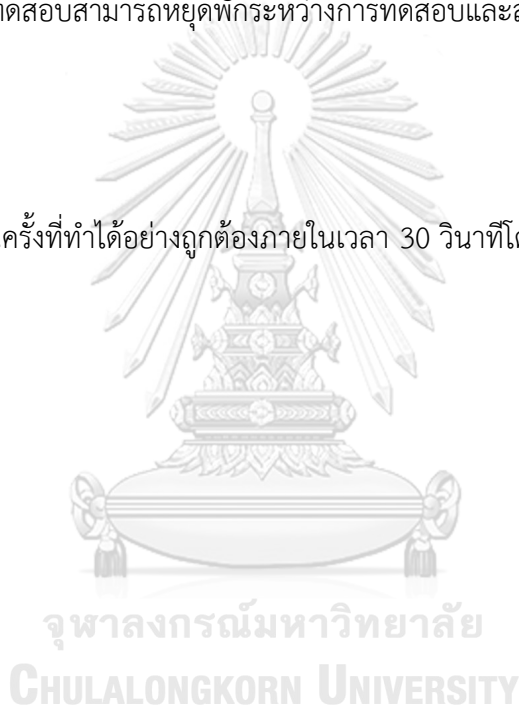 ทดสอบสามารถหยุดพักระหว่างการทดสอบและ
ครั้งที่ทำได้อย่างถูกต้องภายในเวลา 30 วินาทีโด
จุฬาลงกรณ์มหาวิทยาลัย
CHULALONGKORN UNIVERSITY